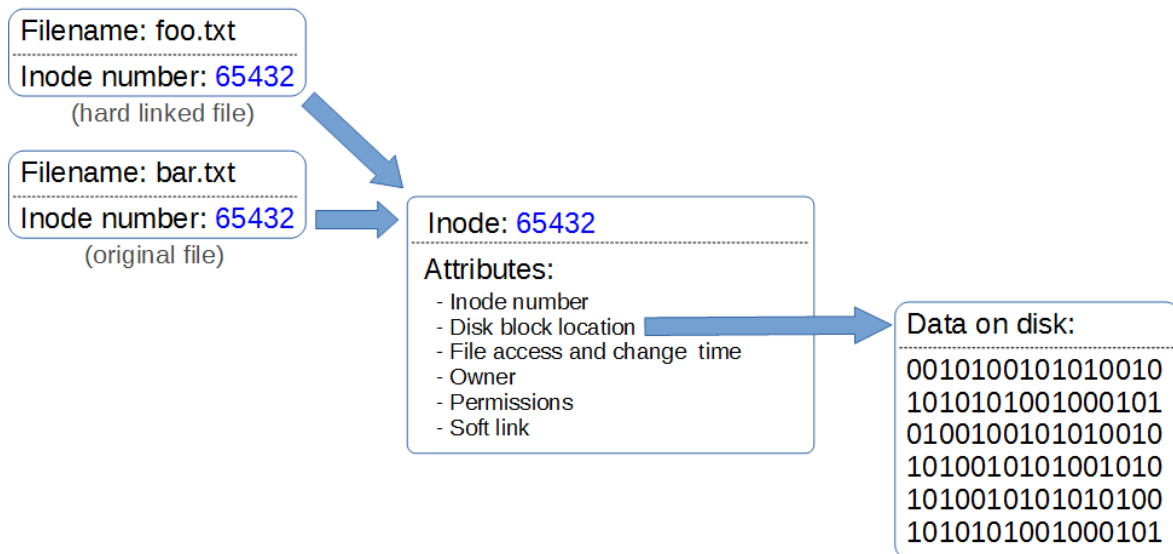 Filename: foo.txt
Inode number: 65432
(hard linked file)
Filename: bar.txt
Inode number: 65432
(original file)
Inode: 65432
Attributes:
- Inode number
- Disk block location
- File access and change time
- Owner
- Permissions
- Soft link
Data on disk:
0010100101010010
1010101001000101
0100100101010010
1010010101001010
1010010101010100
1010101001000101